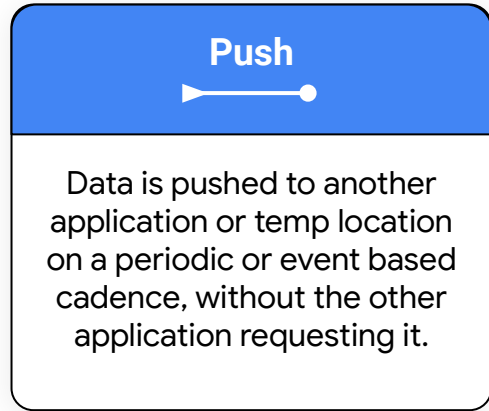 Push
Data is pushed to another
application or temp location
on a periodic or event based
cadence, without the other
application requesting it.